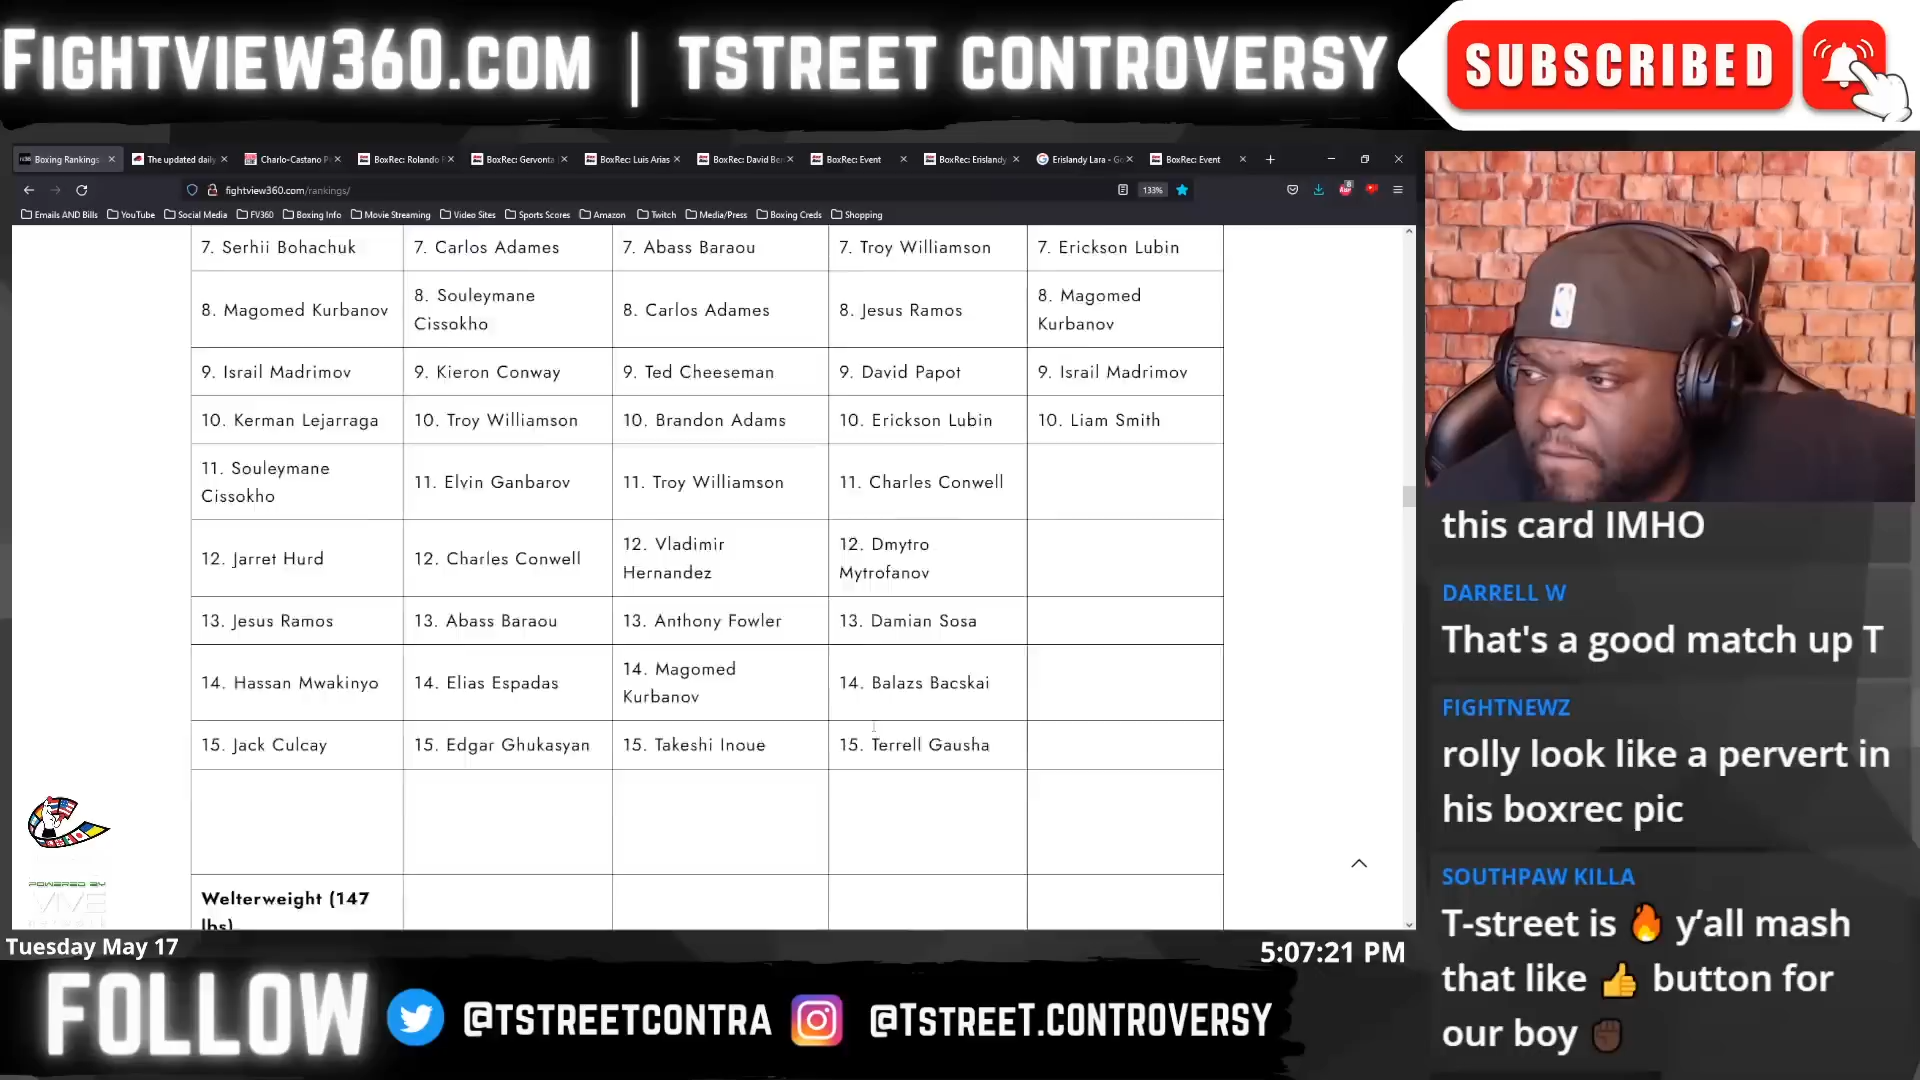 FIGHTVIEW360.COM | TSTREET CONTROVERSY
SUBSCRIBED
Boxing Rankings
The updated daily
Charlo-Castano P
BoxRec: Rolando R
BoxRec: Gervonta
BoxRec: Luis Arias
BoxRec: David Be
BoxRec: Event
BoxRec: Erislandy
Erislandy Lara - Go
BoxRec: Event
fightview360.com/rankings/
133%
Emails AND Bills YouTube Social Media FV360 Boxing Info Movie Streaming Video Sites Sports Scores Amazon Twitch Media/Press Boxing Creds Shopping
7. Serhii Bohachuk
7. Carlos Adames
7. Abass Baraou
7. Troy Williamson
7. Erickson Lubin
8. Magomed Kurbanov
8. Souleymane
Cissokho
8. Carlos Adames
8. Jesus Ramos
8. Magomed
Kurbanov
9. Israil Madrimov
9. Kieron Conway
9. Ted Cheeseman
9. David Papot
9. Israil Madrimov
10. Kerman Lejarraga
10. Troy Williamson
10. Brandon Adams
10. Erickson Lubin
10. Liam Smith
11. Souleymane
Cissokho
11. Elvin Ganbarov
11. Troy Williamson
11. Charles Conwell
12. Jarret Hurd
12. Charles Conwell
12. Vladimir
Hernandez
12. Dmytro
Mytrofanov
13. Jesus Ramos
13. Abass Baraou
13. Anthony Fowler
13. Damian Sosa
14. Hassan Mwakinyo
14. Elias Espadas
14. Magomed
Kurbanov
14. Balazs Bacskai
15. Jack Culcay
15. Edgar Ghukasyan
15. Takeshi Inoue
15. Terrell Gausha
Welterweight (147
lbs)
POWERED BY
VIVE
this card IMHO
DARRELL W
That's a good match up T
FIGHTNEWZ
rolly look like a pervert in
his boxrec pic
SOUTHPAW KILLA
T-street is 🔥 y'all mash
that like 👍 button for
our boy ✊🏿
Tuesday May 17
5:07:21 PM
FOLLOW
@TSTREETCONTRA
@TSTREET.CONTROVERSY